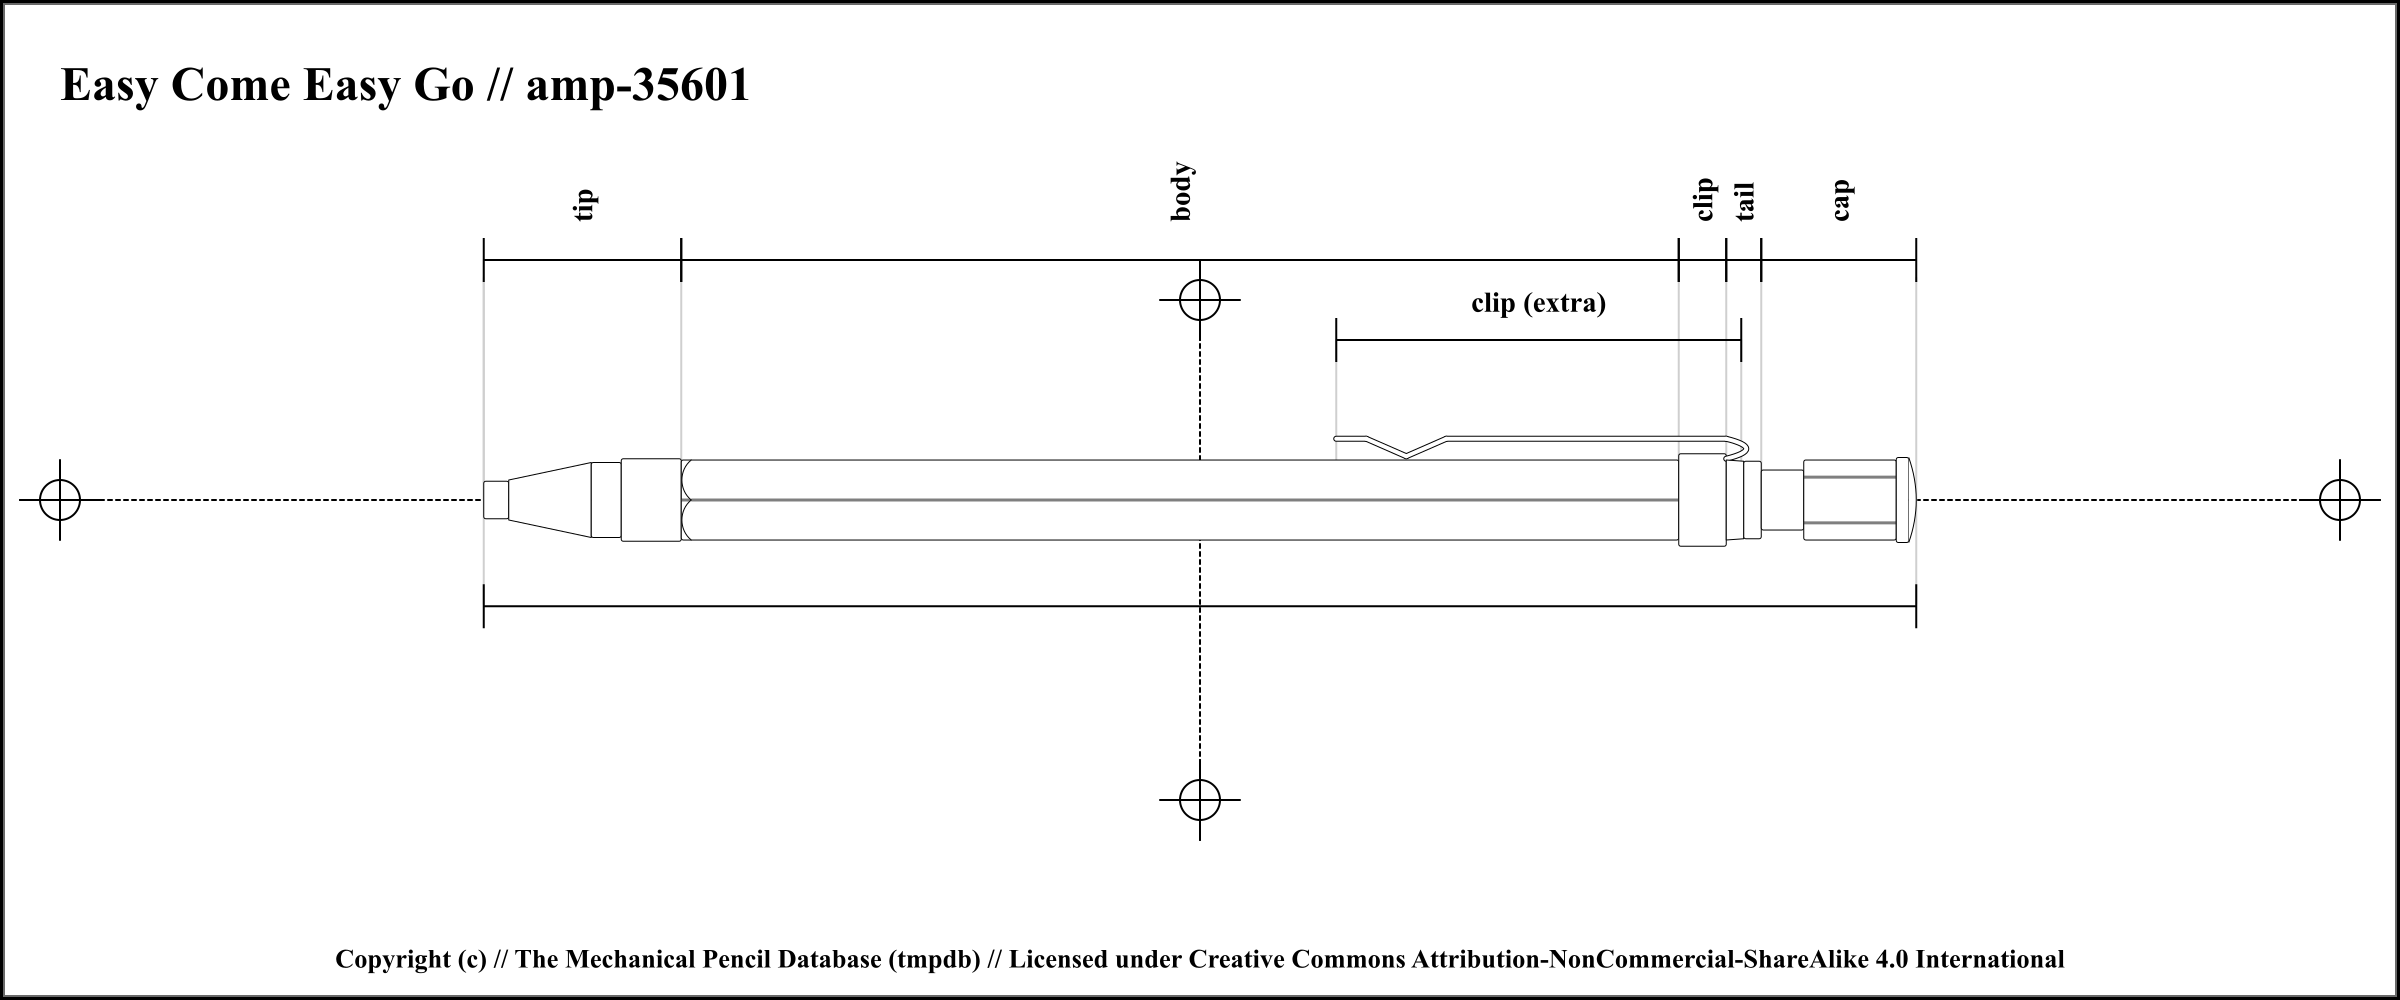 Easy Come Easy Go // amp-35601
tip
body
clip
tail
cap
clip (extra)
Copyright (c) // The Mechanical Pencil Database (tmpdb) // Licensed under Creative Commons Attribution-NonCommercial-ShareAlike 4.0 International